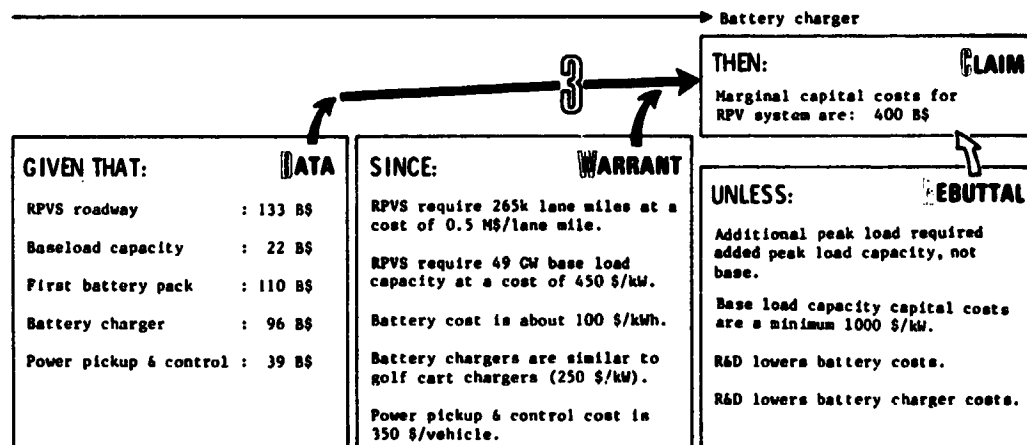 Battery charger
3
THEN: CLAIM
Marginal capital costs for
RPV system are: 400 B$
GIVEN THAT: DATA
RPVS roadway : 133 B$
Baseload capacity : 22 B$
First battery pack : 110 B$
Battery charger : 96 B$
Power pickup & control : 39 B$
SINCE: WARRANT
RPVS require 265k lane miles at a
cost of 0.5 M$/lane mile.
RPVS require 49 GW base load
capacity at a cost of 450 $/kW.
Battery cost is about 100 $/kWh.
Battery chargers are similar to
golf cart chargers (250 $/kW).
Power pickup & control cost is
350 $/vehicle.
UNLESS: REBUTTAL
Additional peak load required
added peak load capacity, not
base.
Base load capacity capital costs
are a minimum 1000 $/kw.
R&D lowers battery costs.
R&D lowers battery charger costs.